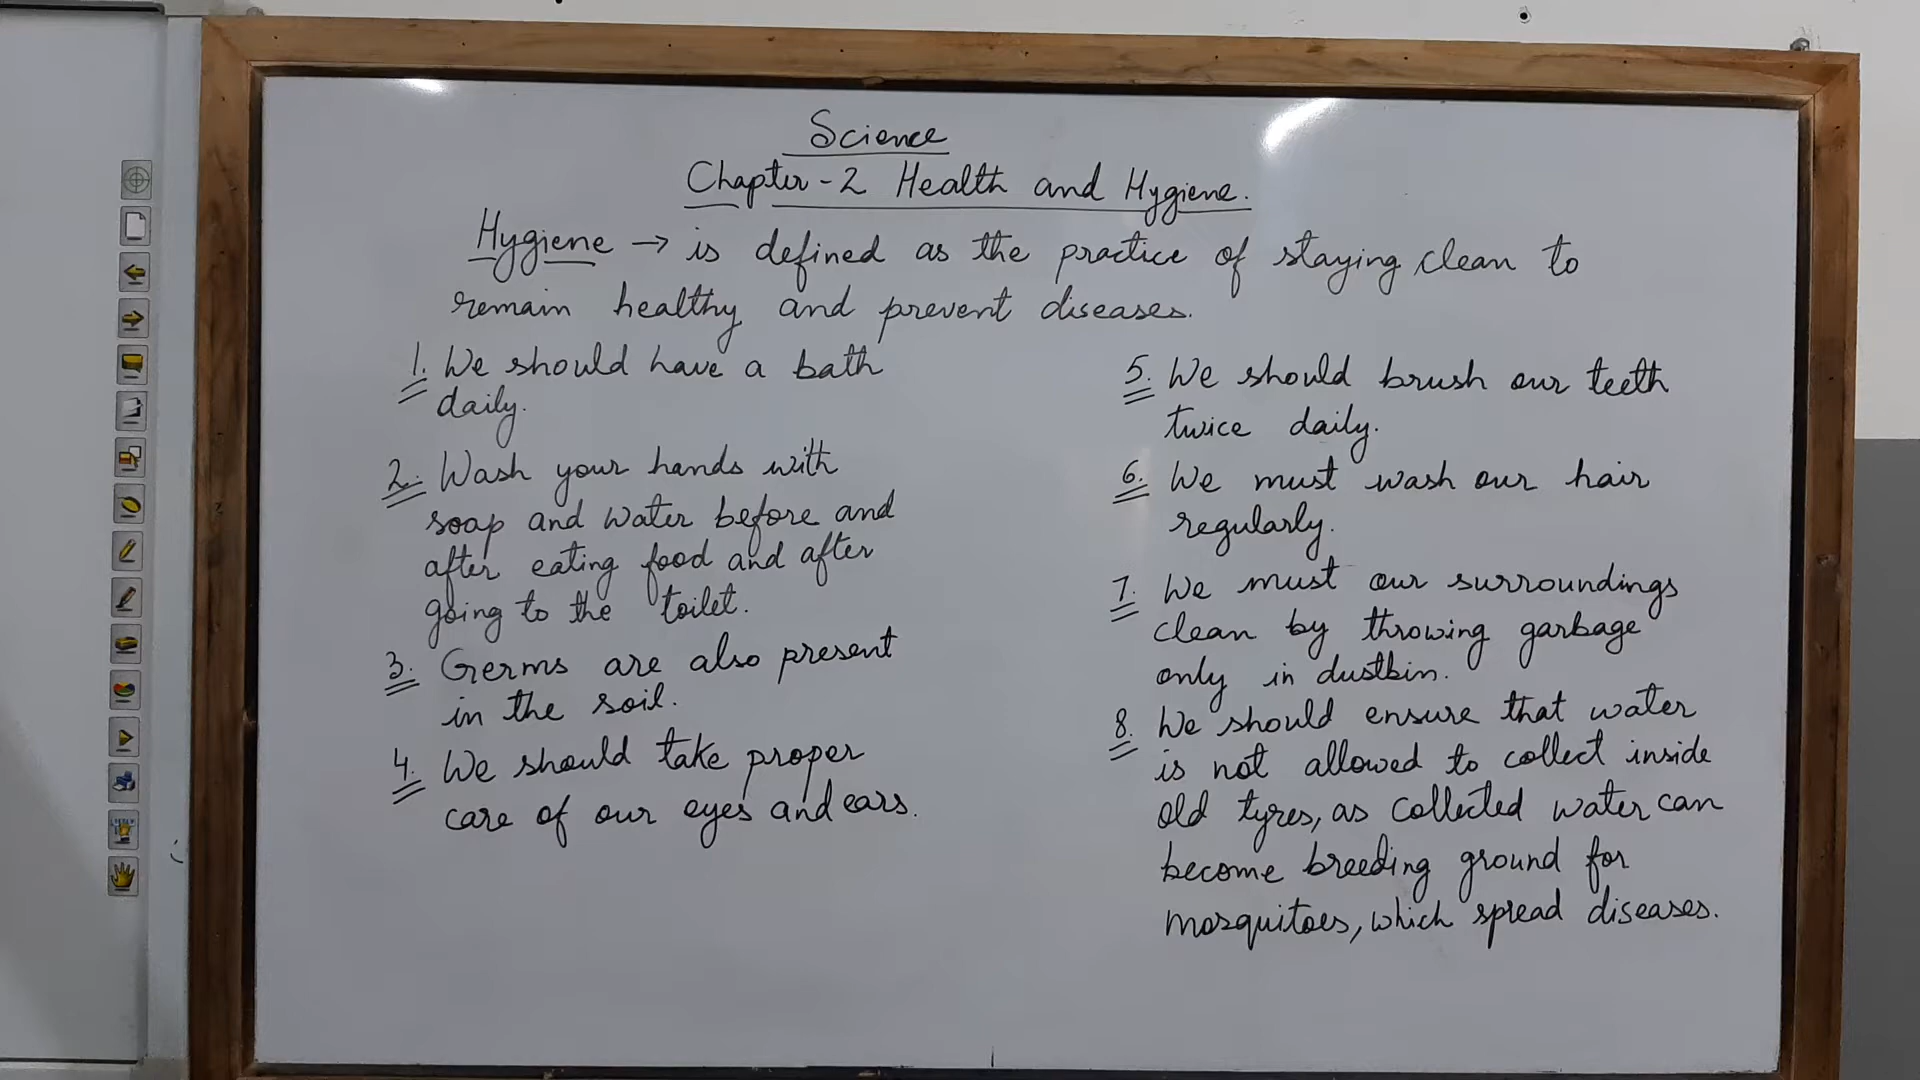 Science
Chapter-2 Health and Hygiene.
Hygiene → is defined as the practice of staying clean to
remain healthy and prevent diseases.
1. We should have a bath
daily.
2. Wash your hands with
soap and water before and
after eating food and after
going to the toilet.
3. Germs are also present
in the soil.
4. We should take proper
care of our eyes and ears.
5. We should brush our teeth
twice daily.
6. We must wash our hair
regularly.
7. We must our surroundings
clean by throwing garbage
only in dustbin.
8. We should ensure that water
is not allowed to collect inside
old tyres, as collected water can
become breeding ground for
mosquitoes, which spread diseases.